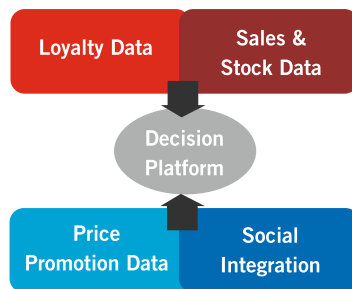 Loyalty Data
Sales &
Stock Data
Decision
Platform
Price
Promotion Data
Social
Integration